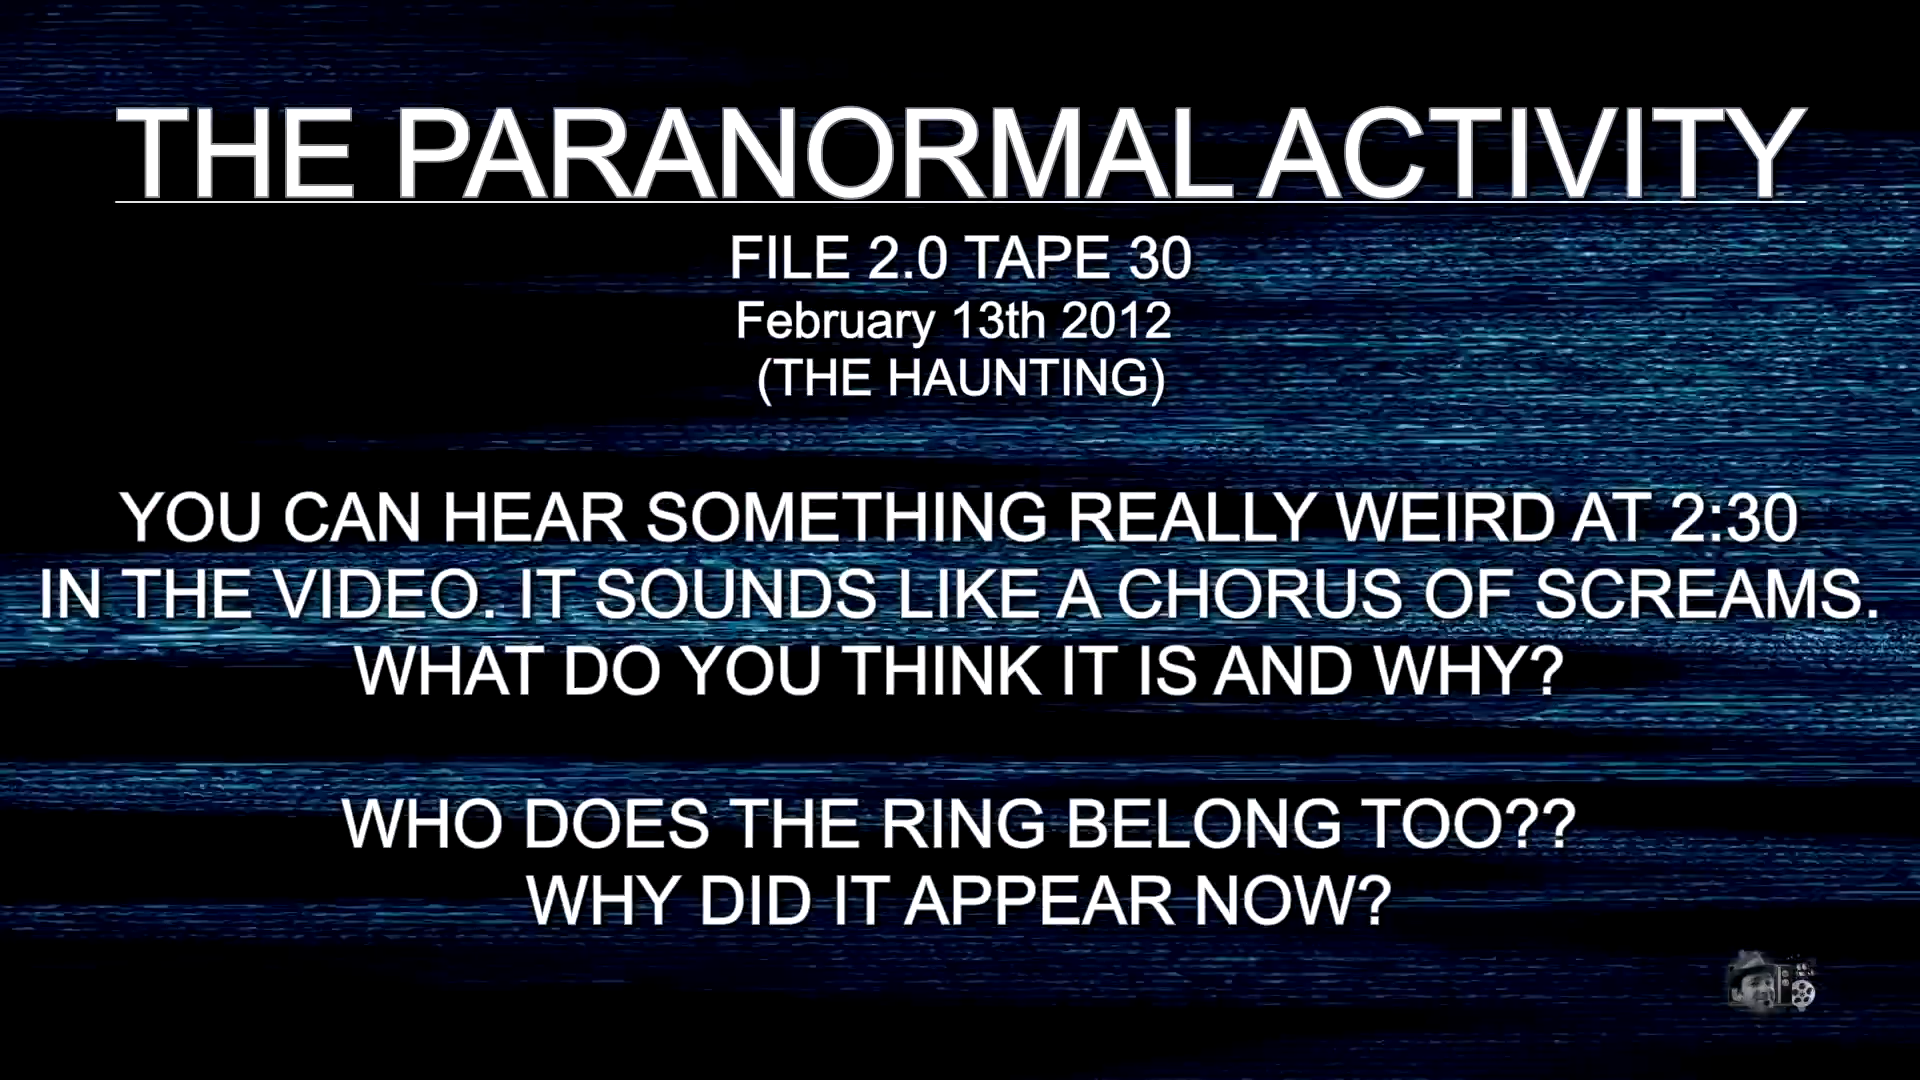 THE PARANORMAL ACTIVITY
FILE 2.0 TAPE 30
February 13th 2012
(THE HAUNTING)
YOU CAN HEAR SOMETHING REALLY WEIRD AT 2:30
IN THE VIDEO. IT SOUNDS LIKE A CHORUS OF SCREAMS.
WHAT DO YOU THINK IT IS AND WHY?
WHO DOES THE RING BELONG TOO??
WHY DID IT APPEAR NOW?